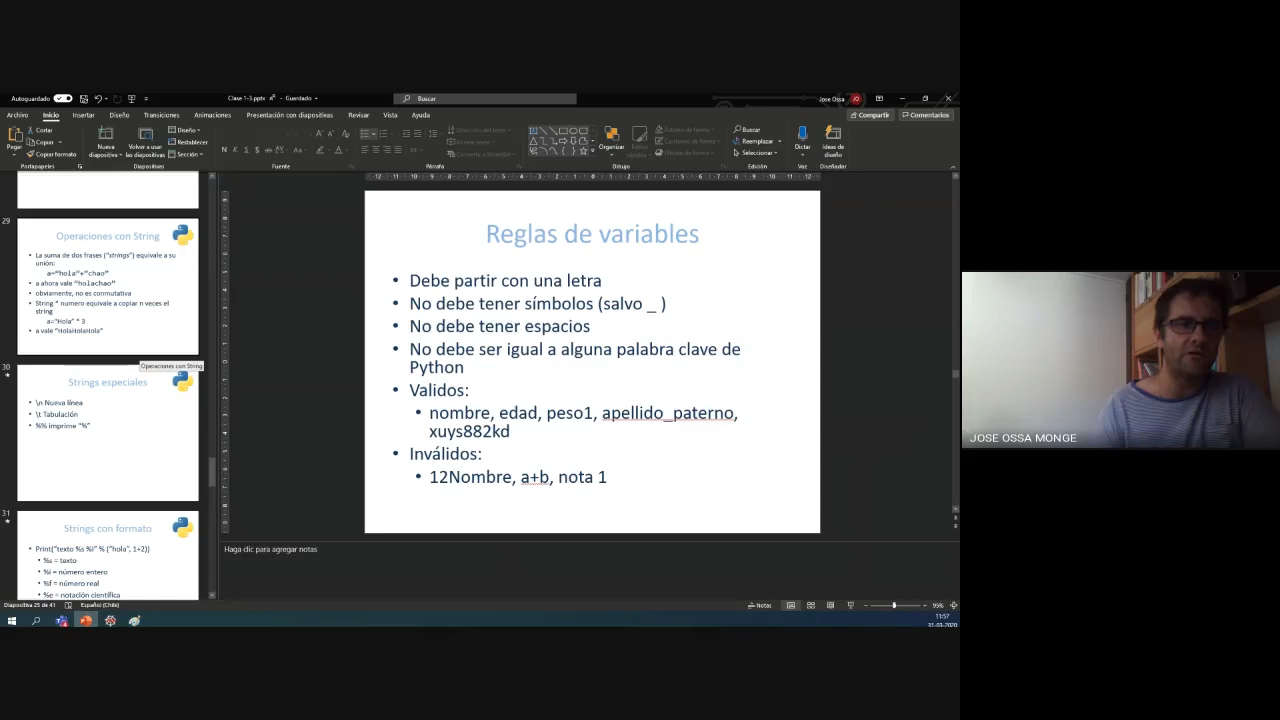 Autoguardado
Clase 1-3.pptx - Guardado
Buscar
Jose Ossa
JO
Archivo Inicio Insertar Diseño Transiciones Animaciones Presentación con diapositivas Revisar Vista Ayuda
Compartir
Comentarios
Pegar
Cortar
Copiar
Copiar formato
Portapapeles
Nueva diapositiva
Volver a usar las diapositivas
Diseño
Restablecer
Sección
Diapositivas
Fuente
Párrafo
Organizar
Dibujo
Buscar
Reemplazar
Seleccionar
Edición
Dictar
Voz
Ideas de diseño
Diseñador
29
Operaciones con String
La suma de dos frases ("strings") equivale a su
unión:
a="hola"+"chao"
a ahora vale "holachao"
obviamente, no es conmutativa
String * numero equivale a copiar n veces el
string
a="Hola" * 3
a vale "HolaHolaHola"
Operaciones con String
30
Strings especiales
\n Nueva línea
\t Tabulación
%% imprime "%"
31
Strings con formato
Print("texto %s %i" % ("hola", 1+2))
%s = texto
%i = número entero
%f = número real
%e = notación científica
Reglas de variables
• Debe partir con una letra
• No debe tener símbolos (salvo _ )
• No debe tener espacios
• No debe ser igual a alguna palabra clave de
Python
• Validos:
• nombre, edad, peso1, apellido_paterno,
xuys882kd
• Inválidos:
• 12Nombre, a+b, nota 1
Haga clic para agregar notas
Diapositiva 25 de 41
Español (Chile)
Notas
95%
11:57
31-03-2020
JOSE OSSA MONGE